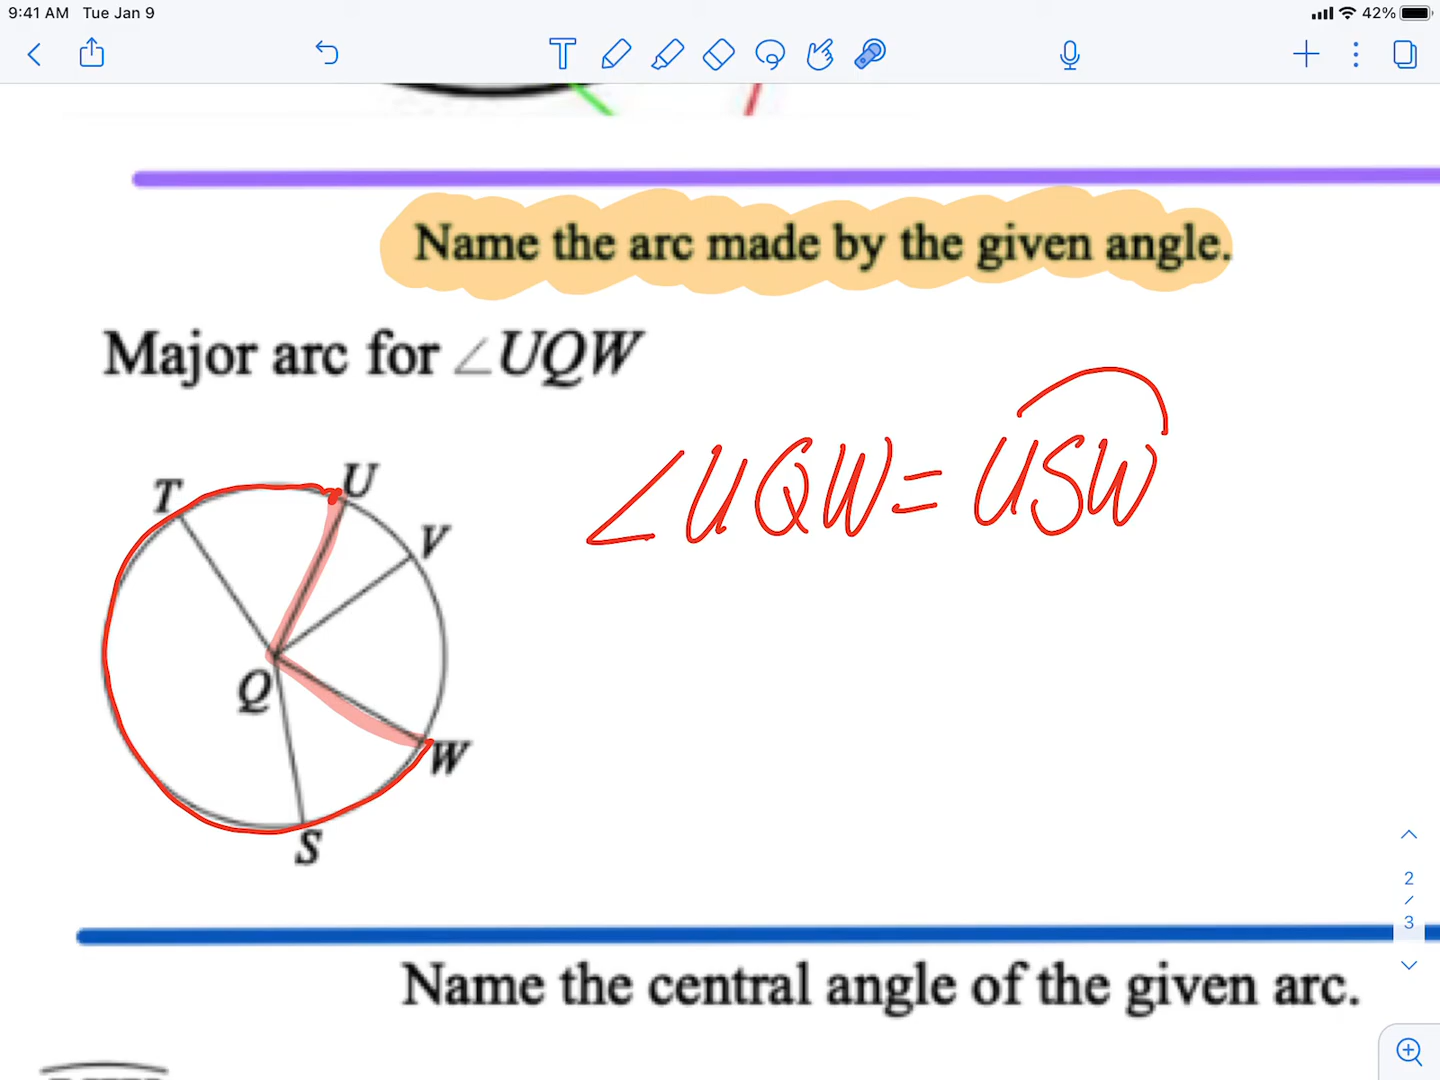 9:41 AM Tue Jan 9
42%
T
Name the arc made by the given angle.
Major arc for ∠UQW
∠UQW = USW
T
U
V
Q
W
S
2
/
3
Name the central angle of the given arc.